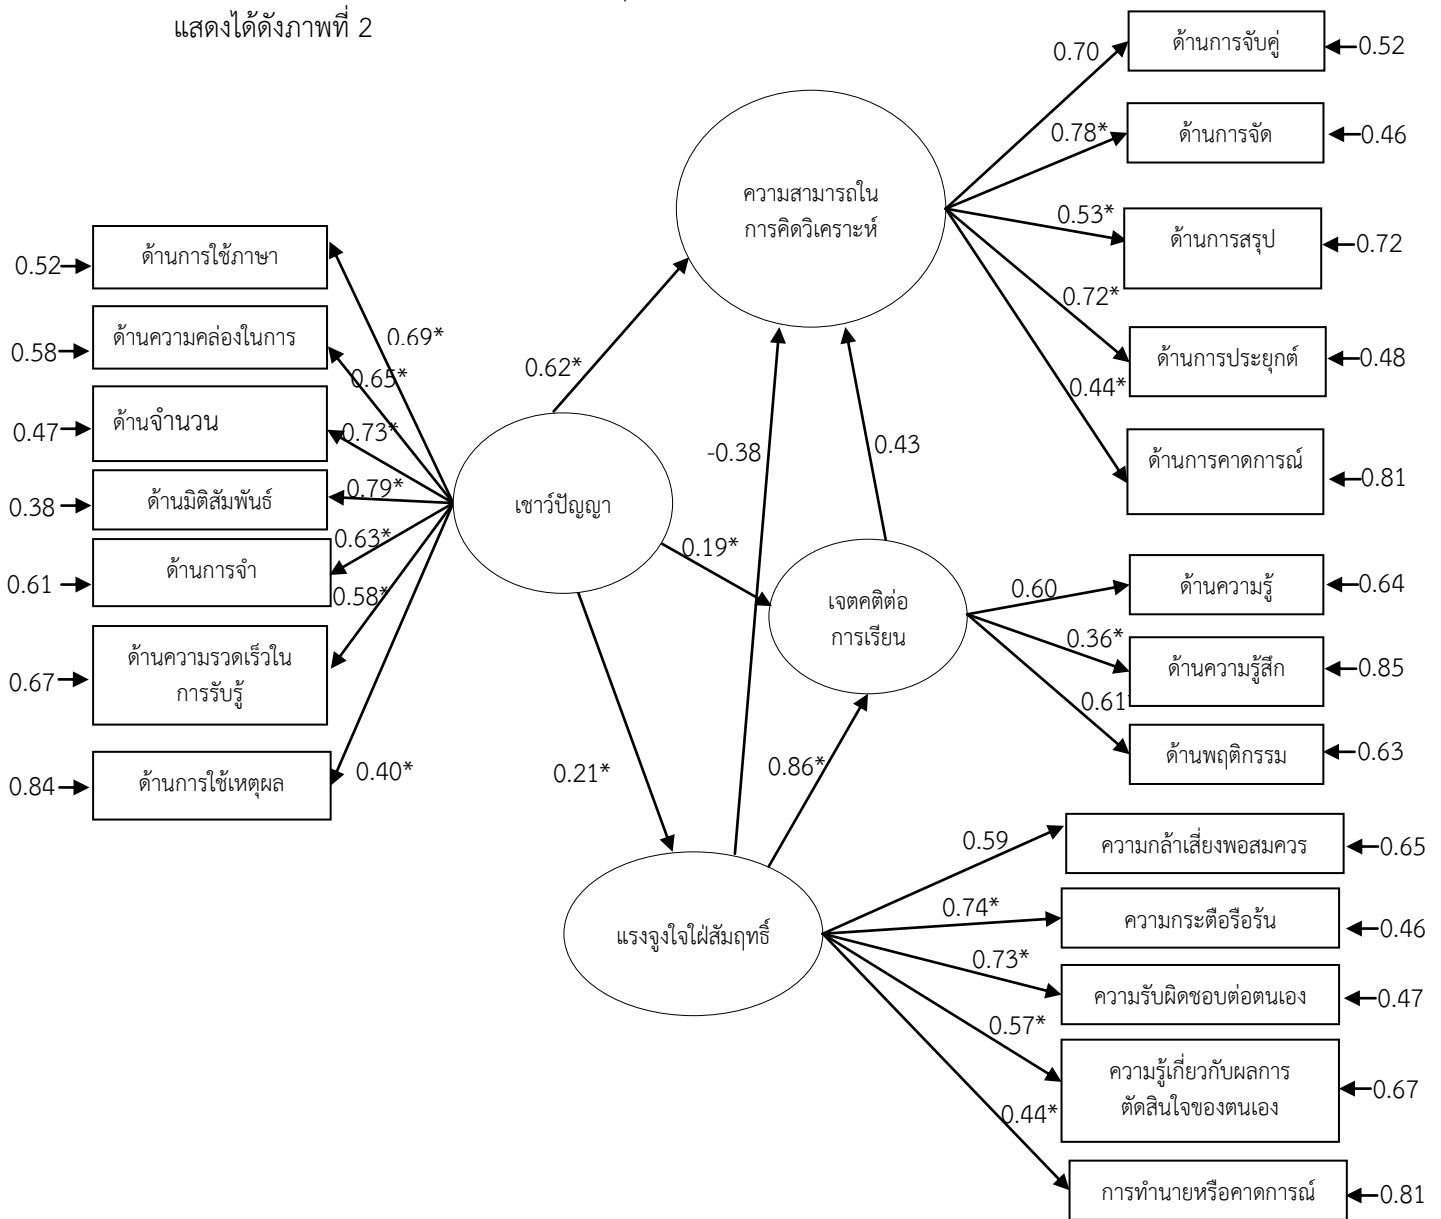 แสดงได้ดังภาพที่ 2
ด้านการจับคู่
0.52
0.70
ด้านการจัด
0.46
0.78*
ความสามารถใน
การคิดวิเคราะห์
0.53*
ด้านการสรุป
0.72
0.72*
ด้านการประยุกต์
0.48
0.44*
ด้านการคาดการณ์
0.81
0.52
ด้านการใช้ภาษา
0.69*
0.58
ด้านความคล่องในการ
0.65*
0.47
ด้านจำนวน
0.73*
0.38
ด้านมิติสัมพันธ์
0.79*
0.61
ด้านการจำ
0.63*
0.58*
0.67
ด้านความรวดเร็วใน
การรับรู้
0.84
ด้านการใช้เหตุผล
0.40*
เชาว์ปัญญา
0.62*
-0.38
0.43
0.19*
0.21*
0.86*
เจตคติต่อ
การเรียน
0.60
ด้านความรู้
0.64
0.36*
ด้านความรู้สึก
0.85
0.61*
ด้านพฤติกรรม
0.63
แรงจูงใจใฝ่สัมฤทธิ์
0.59
ความกล้าเสี่ยงพอสมควร
0.65
0.74*
ความกระตือรือร้น
0.46
0.73*
ความรับผิดชอบต่อตนเอง
0.47
0.57*
ความรู้เกี่ยวกับผลการ
ตัดสินใจของตนเอง
0.67
0.44*
การทำนายหรือคาดการณ์
0.81